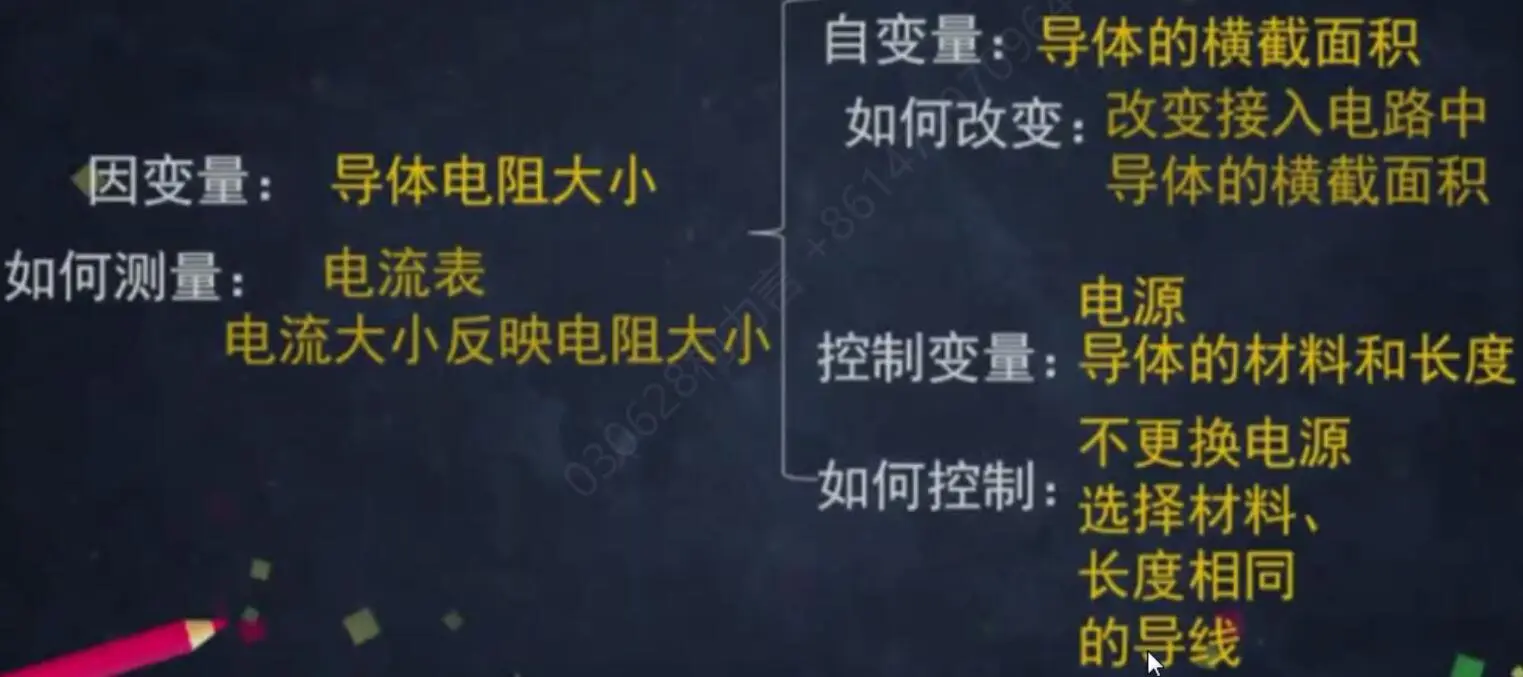 因变量： 导体电阻大小
如何测量： 电流表
电流大小反映电阻大小
自变量：导体的横截面积
如何改变：改变接入电路中
导体的横截面积
控制变量：电源
导体的材料和长度
如何控制：不更换电源
选择材料、
长度相同
的导线